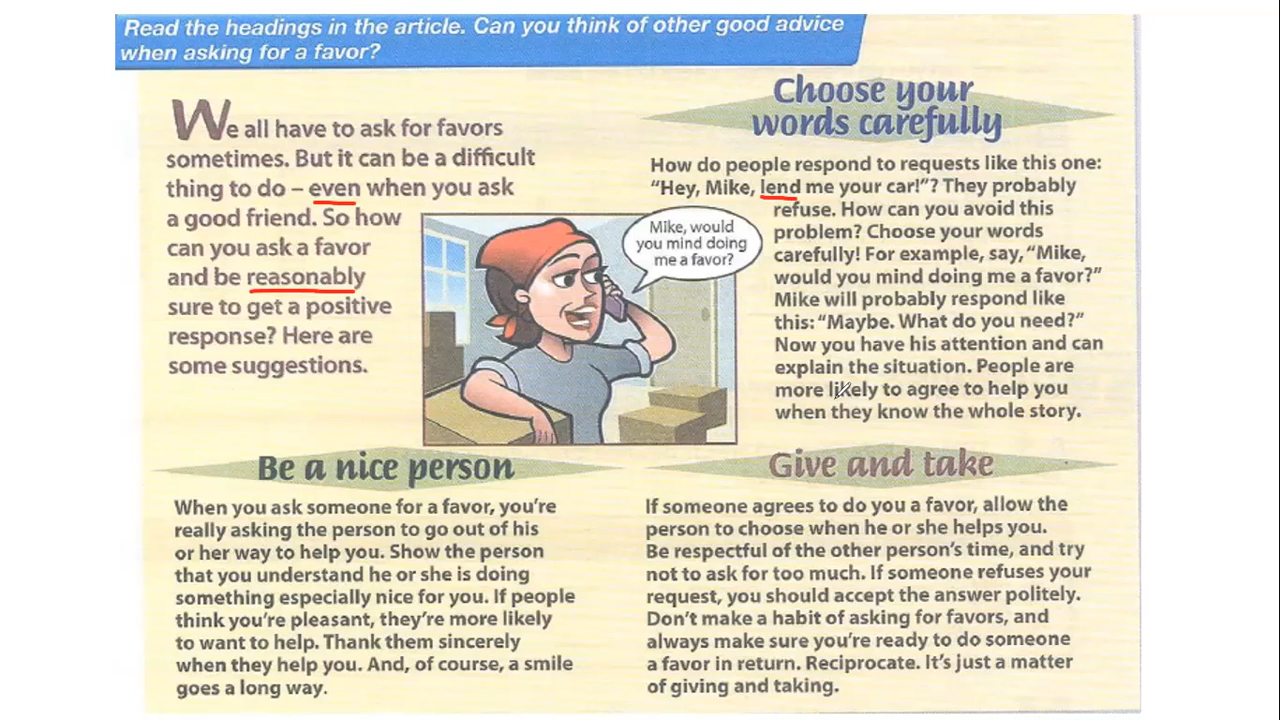 Read the headings in the article. Can you think of other good advice
when asking for a favor?
We all have to ask for favors
sometimes. But it can be a difficult
thing to do – even when you ask
a good friend. So how
can you ask a favor
and be reasonably
sure to get a positive
response? Here are
some suggestions.
Mike, would
you mind doing
me a favor?
Choose your
words carefully
How do people respond to requests like this one:
“Hey, Mike, lend me your car!”? They probably
refuse. How can you avoid this
problem? Choose your words
carefully! For example, say, “Mike,
would you mind doing me a favor?”
Mike will probably respond like
this: “Maybe. What do you need?”
Now you have his attention and can
explain the situation. People are
more likely to agree to help you
when they know the whole story.
Be a nice person
When you ask someone for a favor, you’re
really asking the person to go out of his
or her way to help you. Show the person
that you understand he or she is doing
something especially nice for you. If people
think you’re pleasant, they’re more likely
to want to help. Thank them sincerely
when they help you. And, of course, a smile
goes a long way.
Give and take
If someone agrees to do you a favor, allow the
person to choose when he or she helps you.
Be respectful of the other person’s time, and try
not to ask for too much. If someone refuses your
request, you should accept the answer politely.
Don’t make a habit of asking for favors, and
always make sure you’re ready to do someone
a favor in return. Reciprocate. It’s just a matter
of giving and taking.